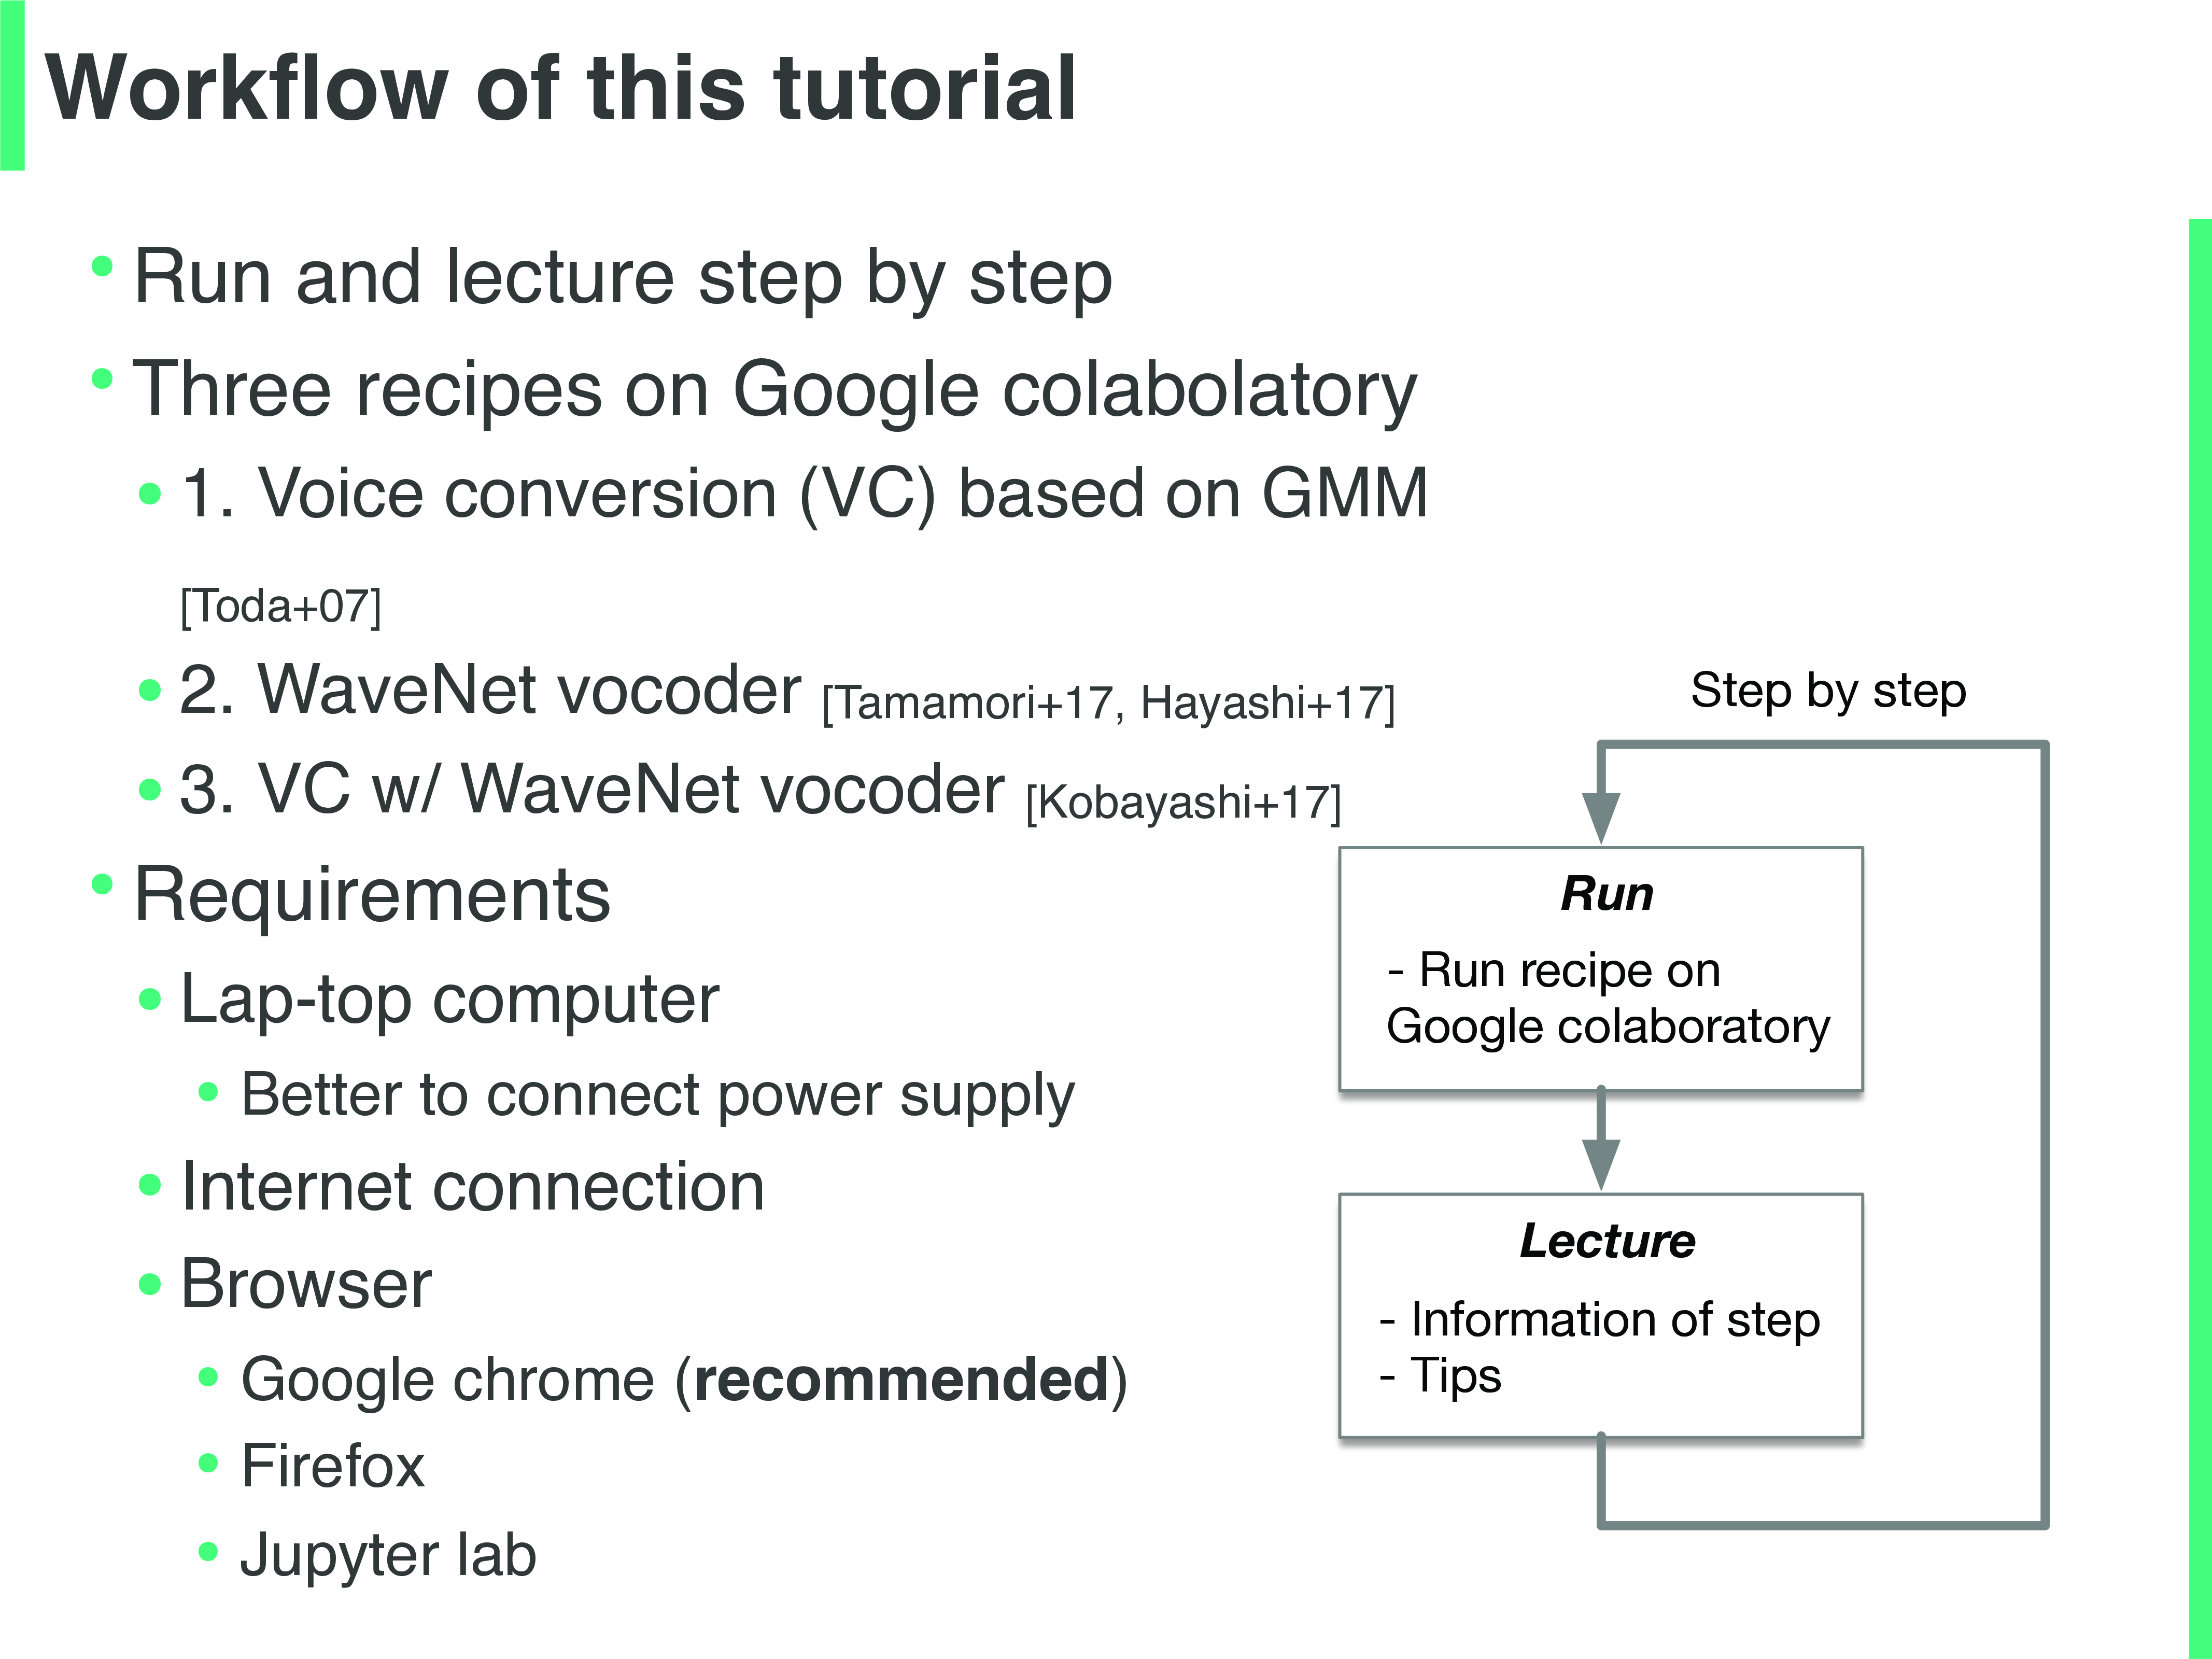 Workflow of this tutorial
• Run and lecture step by step
• Three recipes on Google colabolatory
• 1. Voice conversion (VC) based on GMM
[Toda+07]
• 2. WaveNet vocoder [Tamamori+17, Hayashi+17]
• 3. VC w/ WaveNet vocoder [Kobayashi+17]
• Requirements
• Lap-top computer
• Better to connect power supply
• Internet connection
• Browser
• Google chrome (recommended)
• Firefox
• Jupyter lab
Step by step
Run
- Run recipe on
Google colaboratory
Lecture
- Information of step
- Tips